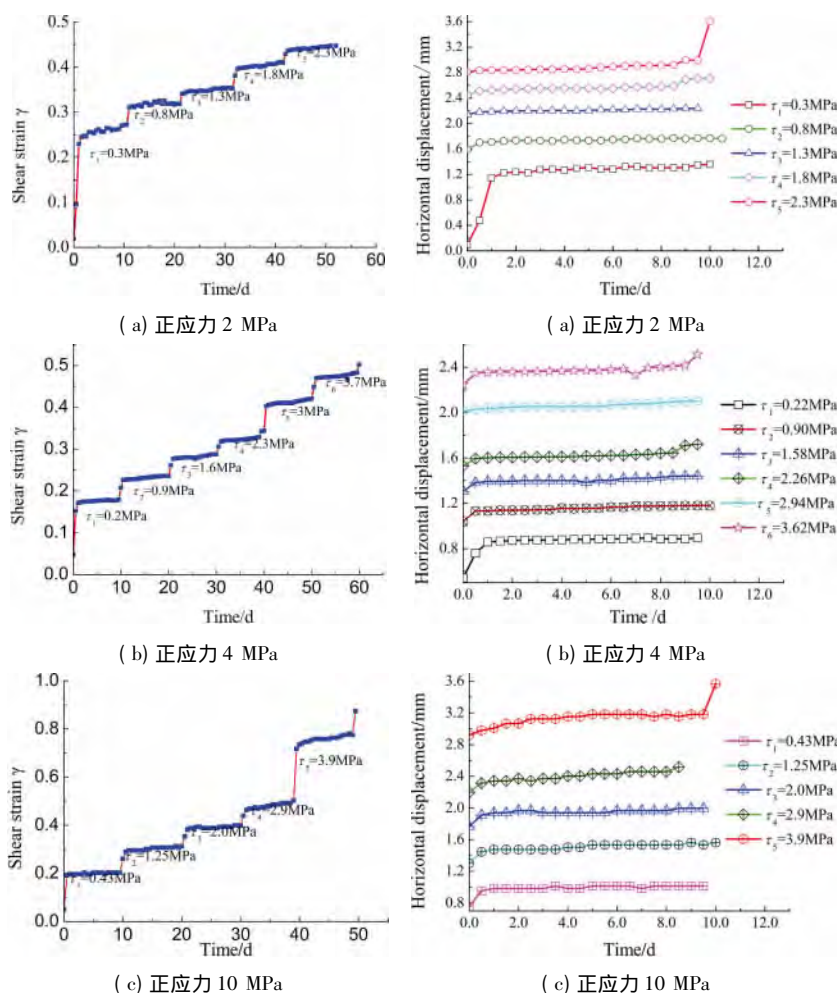 0.5
0.4
0.3
0.2
0.1
0.0
Shear strain γ
τ₁=0.3MPa
τ₂=0.8MPa
τ₃=1.3MPa
τ₄=1.8MPa
τ₅=2.3MPa
0 10 20 30 40 50 60
Time/d
(a) 正应力 2 MPa
3.6
3.2
2.8
2.4
2.0
1.6
1.2
0.8
0.4
0.0
Horizontal displacement/mm
τ₁=0.3MPa
τ₂=0.8MPa
τ₃=1.3MPa
τ₄=1.8MPa
τ₅=2.3MPa
0.0 2.0 4.0 6.0 8.0 10.0 12.0
Time/d
(a) 正应力 2 MPa
0.5
0.4
0.3
0.2
0.1
0.0
Shear strain γ
τ₁=0.2MPa
τ₂=0.9MPa
τ₃=1.6MPa
τ₄=2.3MPa
τ₅=3MPa
τ₆=3.7MPa
0 10 20 30 40 50 60
Time/d
(b) 正应力 4 MPa
2.4
2.0
1.6
1.2
0.8
Horizontal displacement/mm
τ₁=0.22MPa
τ₂=0.90MPa
τ₃=1.58MPa
τ₄=2.26MPa
τ₅=2.94MPa
τ₆=3.62MPa
0.0 2.0 4.0 6.0 8.0 10.0 12.0
Time /d
(b) 正应力 4 MPa
1.0
0.8
0.6
0.4
0.2
0.0
Shear strain γ
τ₁=0.43MPa
τ₂=1.25MPa
τ₃=2.0MPa
τ₄=2.9MPa
τ₅=3.9MPa
0 10 20 30 40 50
Time/d
(c) 正应力 10 MPa
3.6
3.2
2.8
2.4
2.0
1.6
1.2
0.8
Horizontal displacement/mm
τ₁=0.43MPa
τ₂=1.25MPa
τ₃=2.0MPa
τ₄=2.9MPa
τ₅=3.9MPa
0.0 2.0 4.0 6.0 8.0 10.0 12.0
Time/d
(c) 正应力 10 MPa